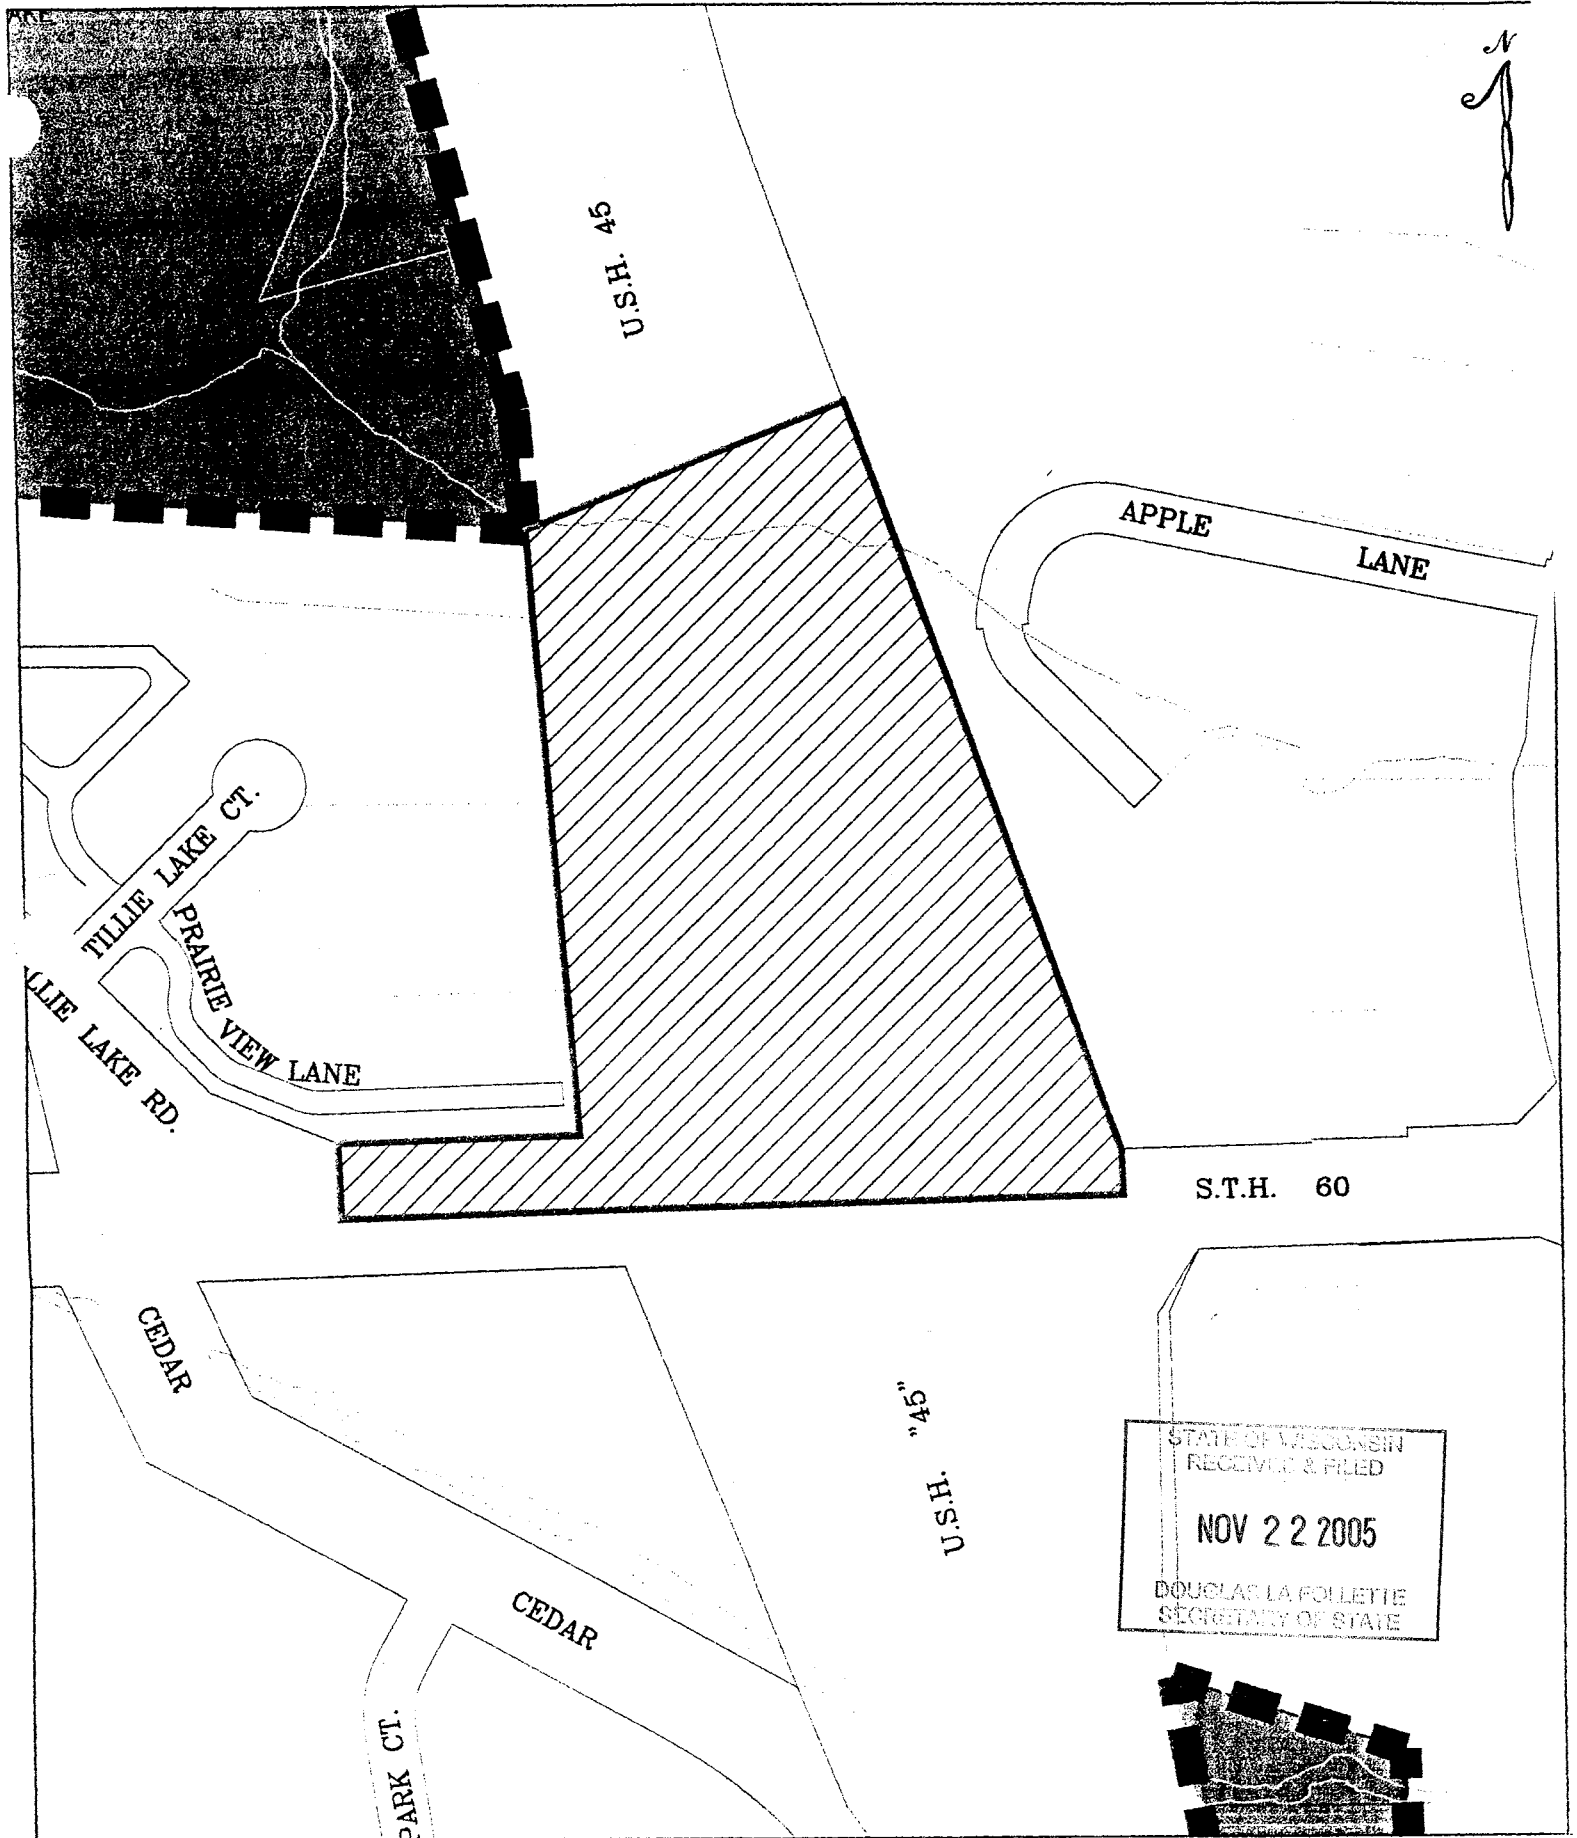 AKE
N
U.S.H. 45
APPLE LANE
TILLIE LAKE CT.
PRAIRIE VIEW LANE
LLIE LAKE RD.
S.T.H. 60
CEDAR
U.S.H. "45"
STATE OF WISCONSIN
RECEIVED & FILED
NOV 22 2005
DOUGLAS LA FOLLETTE
SECRETARY OF STATE
CEDAR
PARK CT.